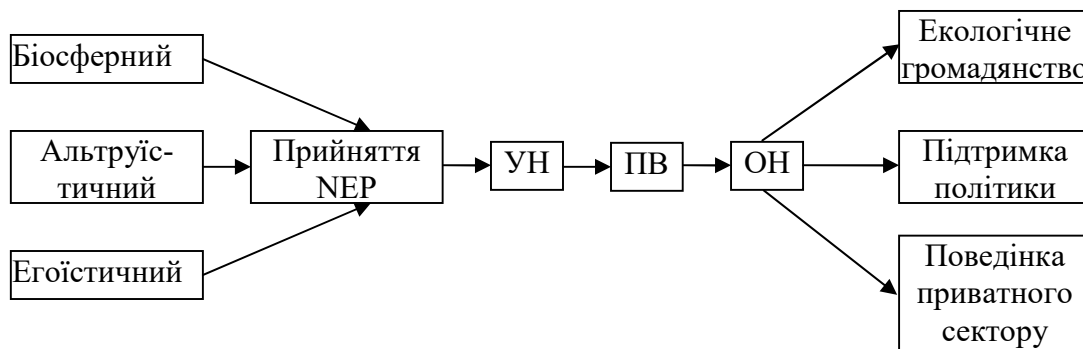 Біосферний
Альтруїс-
тичний
Егоїстичний
Прийняття
NEP
УН
ПВ
ОН
Екологічне
громадянство
Підтримка
політики
Поведінка
приватного
сектору